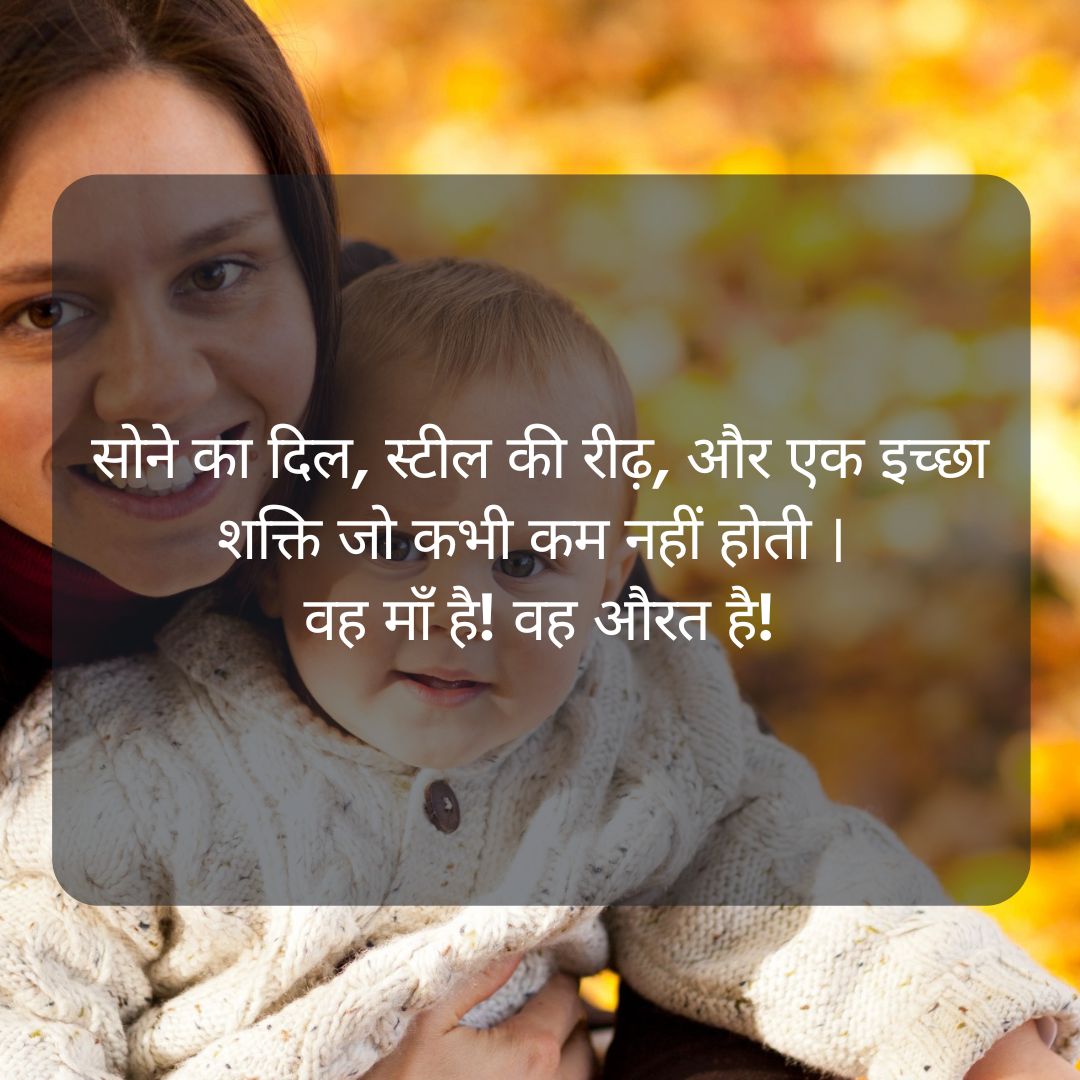 सोने का दिल, स्टील की रीढ़, और एक इच्छा
शक्ति जो कभी कम नहीं होती |
वह माँ है! वह औरत है!